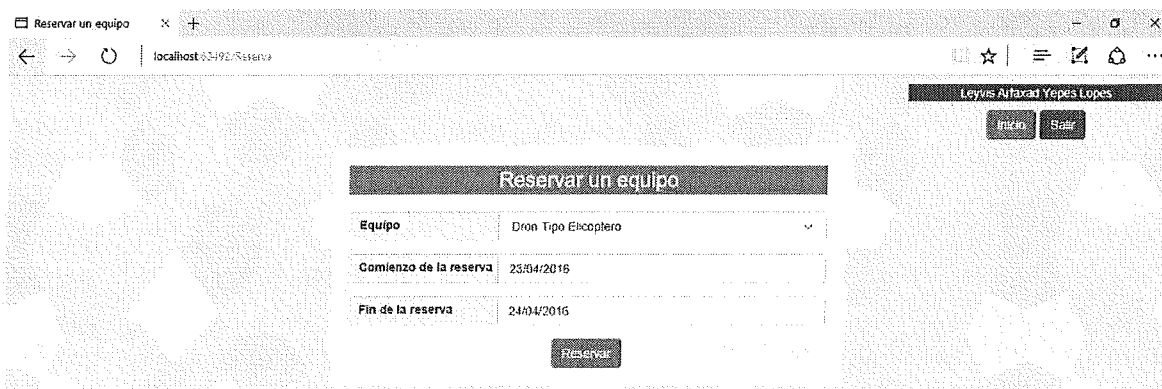 Reservar un equipo
localhost:62492/Reserva
Leyvis Arfaxad Yepes Lopes
Inicio Salir
Reservar un equipo
Equipo Dron Tipo Elicoptero
Comienzo de la reserva 23/04/2016
Fin de la reserva 24/04/2016
Reservar